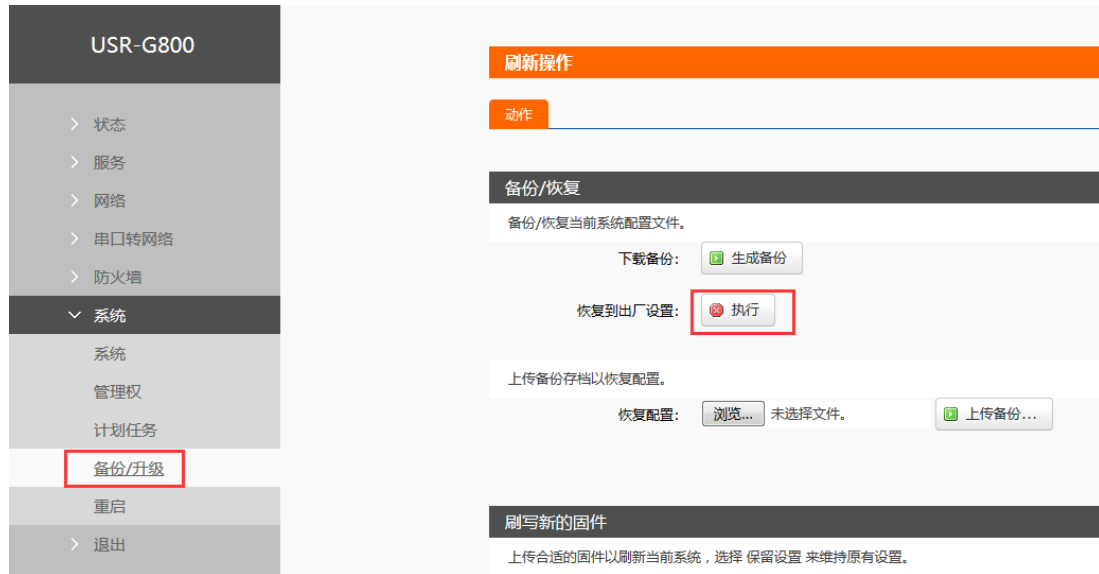 USR-G800
状态
服务
网络
串口转网络
防火墙
系统
系统
管理权
计划任务
备份/升级
重启
退出
刷新操作
动作
备份/恢复
备份/恢复当前系统配置文件。
下载备份: 生成备份
恢复到出厂设置: 执行
上传备份存档以恢复配置。
恢复配置: 浏览... 未选择文件。 上传备份...
刷写新的固件
上传合适的固件以刷新当前系统，选择 保留设置 来维持原有设置。